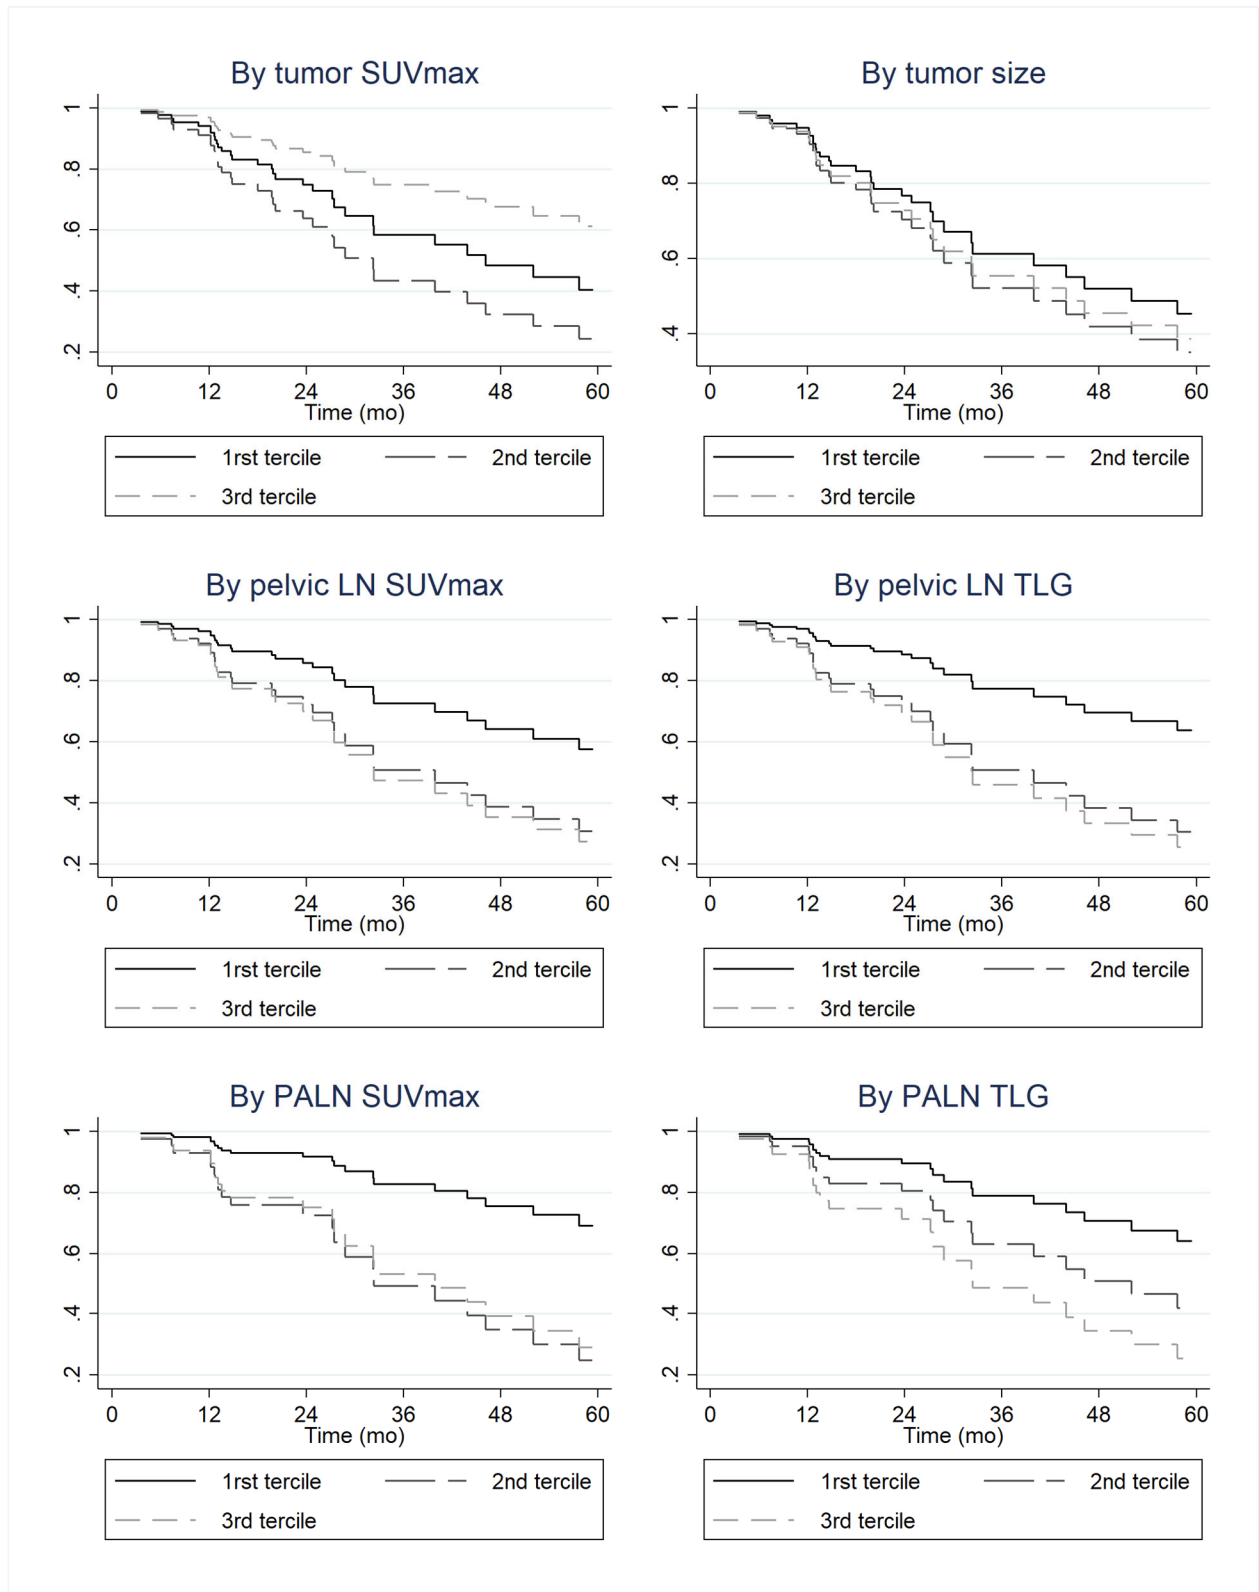 By tumor SUVmax
1
.8
.6
.4
.2
0 12 24 36 48 60
Time (mo)
1rst tercile 2nd tercile
3rd tercile
By tumor size
1
.8
.6
.4
0 12 24 36 48 60
Time (mo)
1rst tercile 2nd tercile
3rd tercile
By pelvic LN SUVmax
1
.8
.6
.4
.2
0 12 24 36 48 60
Time (mo)
1rst tercile 2nd tercile
3rd tercile
By pelvic LN TLG
1
.8
.6
.4
.2
0 12 24 36 48 60
Time (mo)
1rst tercile 2nd tercile
3rd tercile
By PALN SUVmax
1
.8
.6
.4
.2
0 12 24 36 48 60
Time (mo)
1rst tercile 2nd tercile
3rd tercile
By PALN TLG
1
.8
.6
.4
.2
0 12 24 36 48 60
Time (mo)
1rst tercile 2nd tercile
3rd tercile